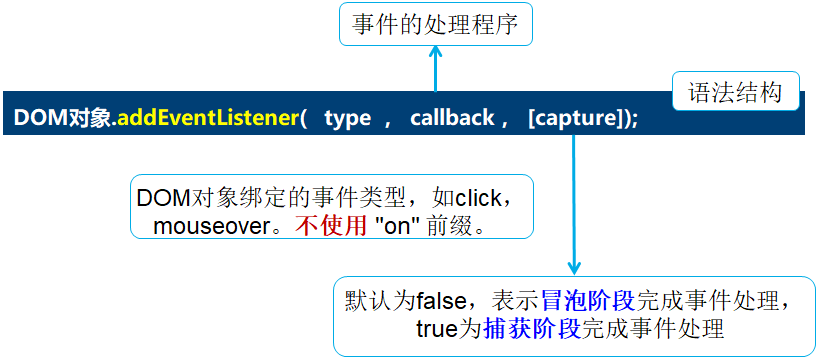 事件的处理程序
语法结构
DOM对象.addEventListener( type , callback , [capture]);
DOM对象绑定的事件类型，如click，
mouseover。不使用 "on" 前缀。
默认为false，表示冒泡阶段完成事件处理，
true为捕获阶段完成事件处理